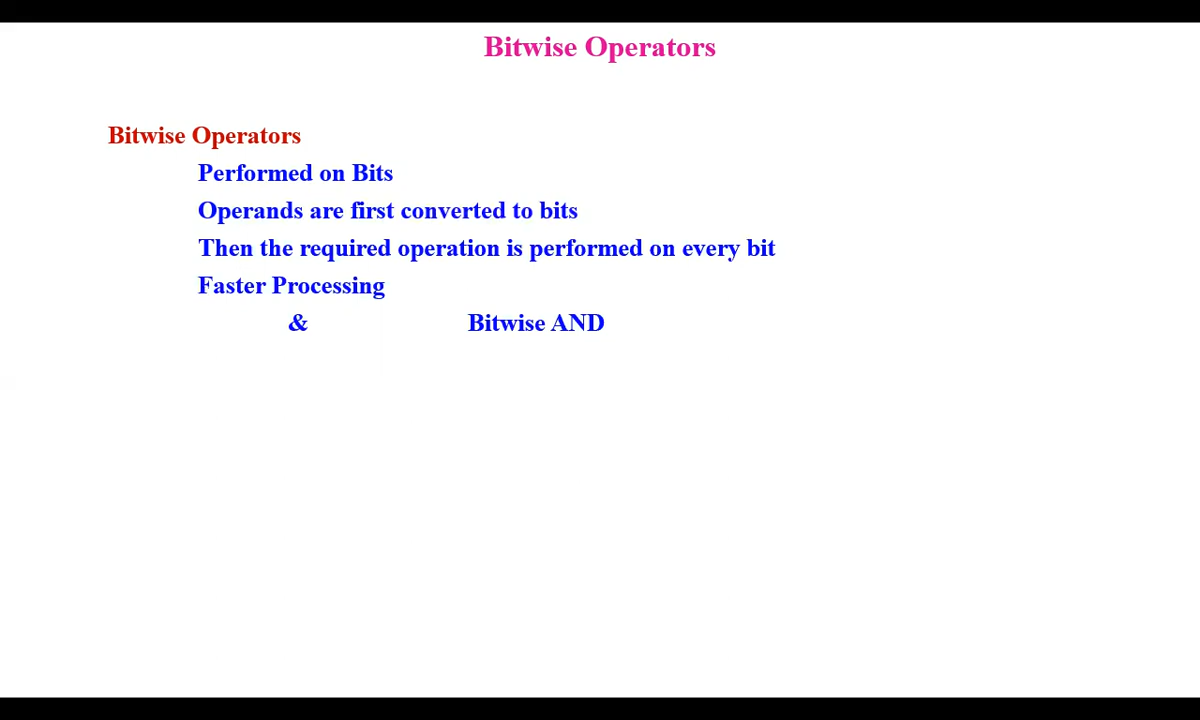 Bitwise Operators
Bitwise Operators
Performed on Bits
Operands are first converted to bits
Then the required operation is performed on every bit
Faster Processing
& Bitwise AND